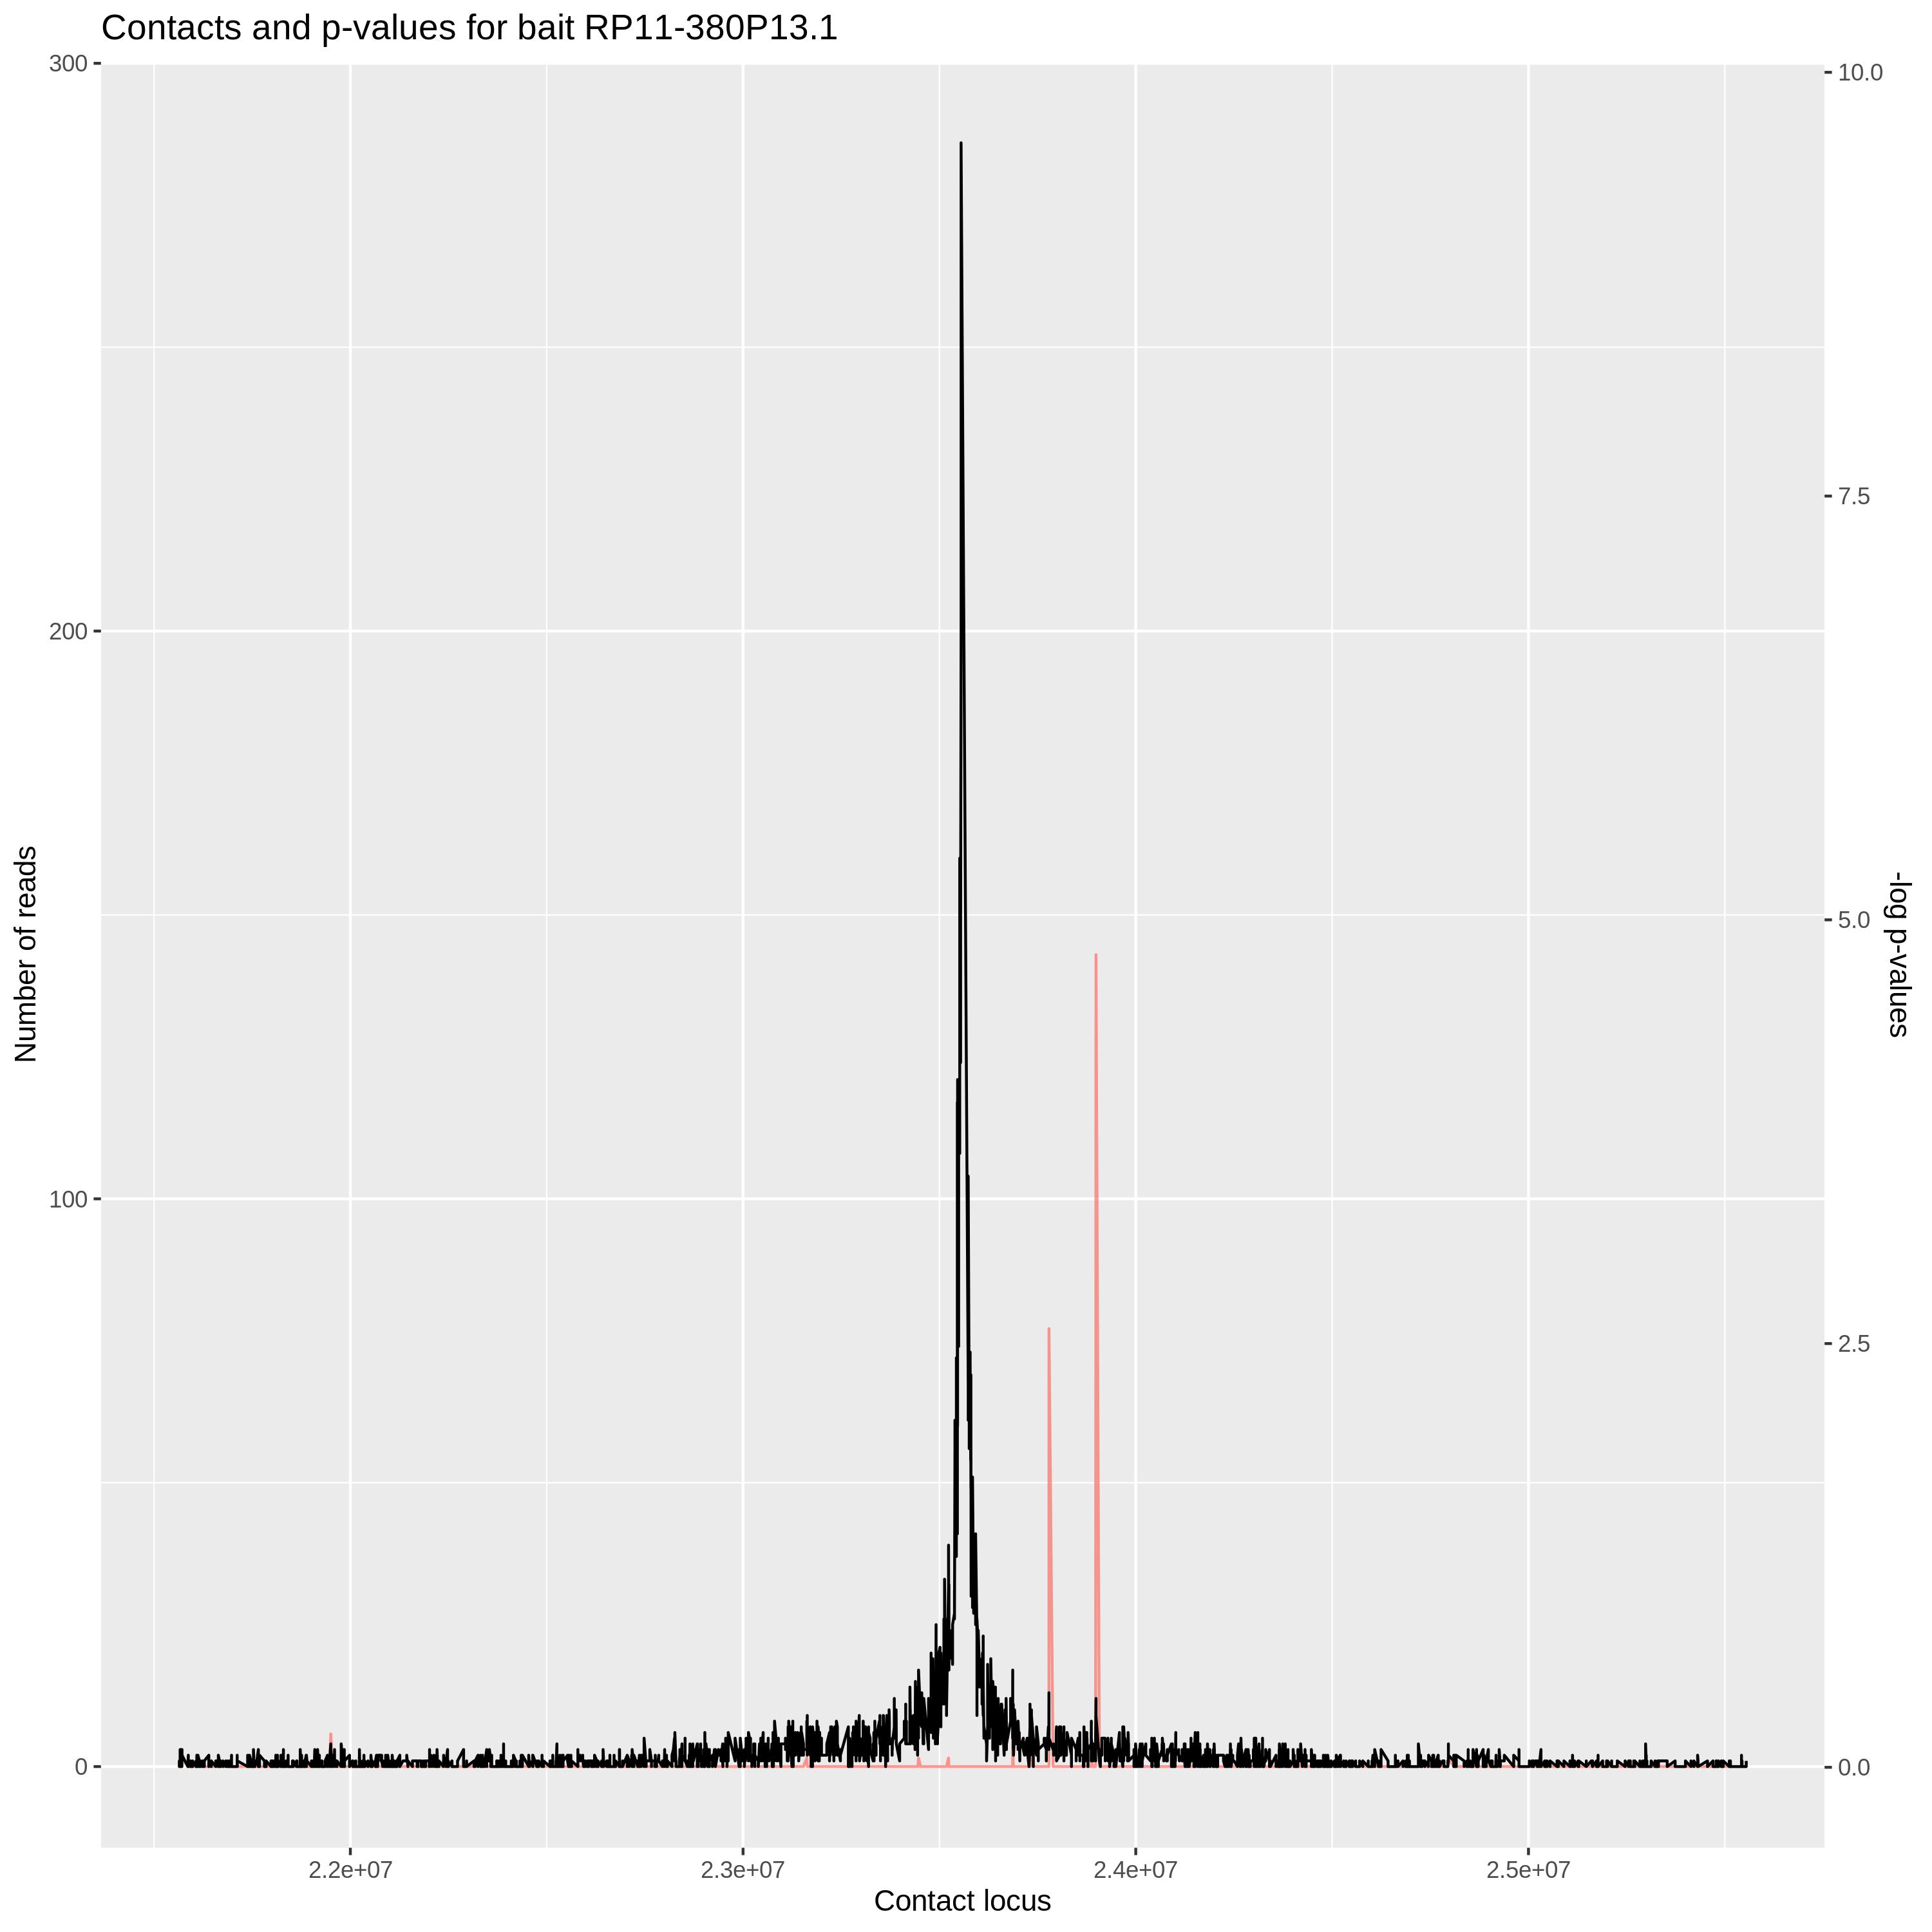 Contacts and p-values for bait RP11-380P13.1
300
200
100
0
10.0
7.5
5.0
2.5
0.0
Number of reads
-log p-values
2.2e+07 2.3e+07 2.4e+07 2.5e+07
Contact locus